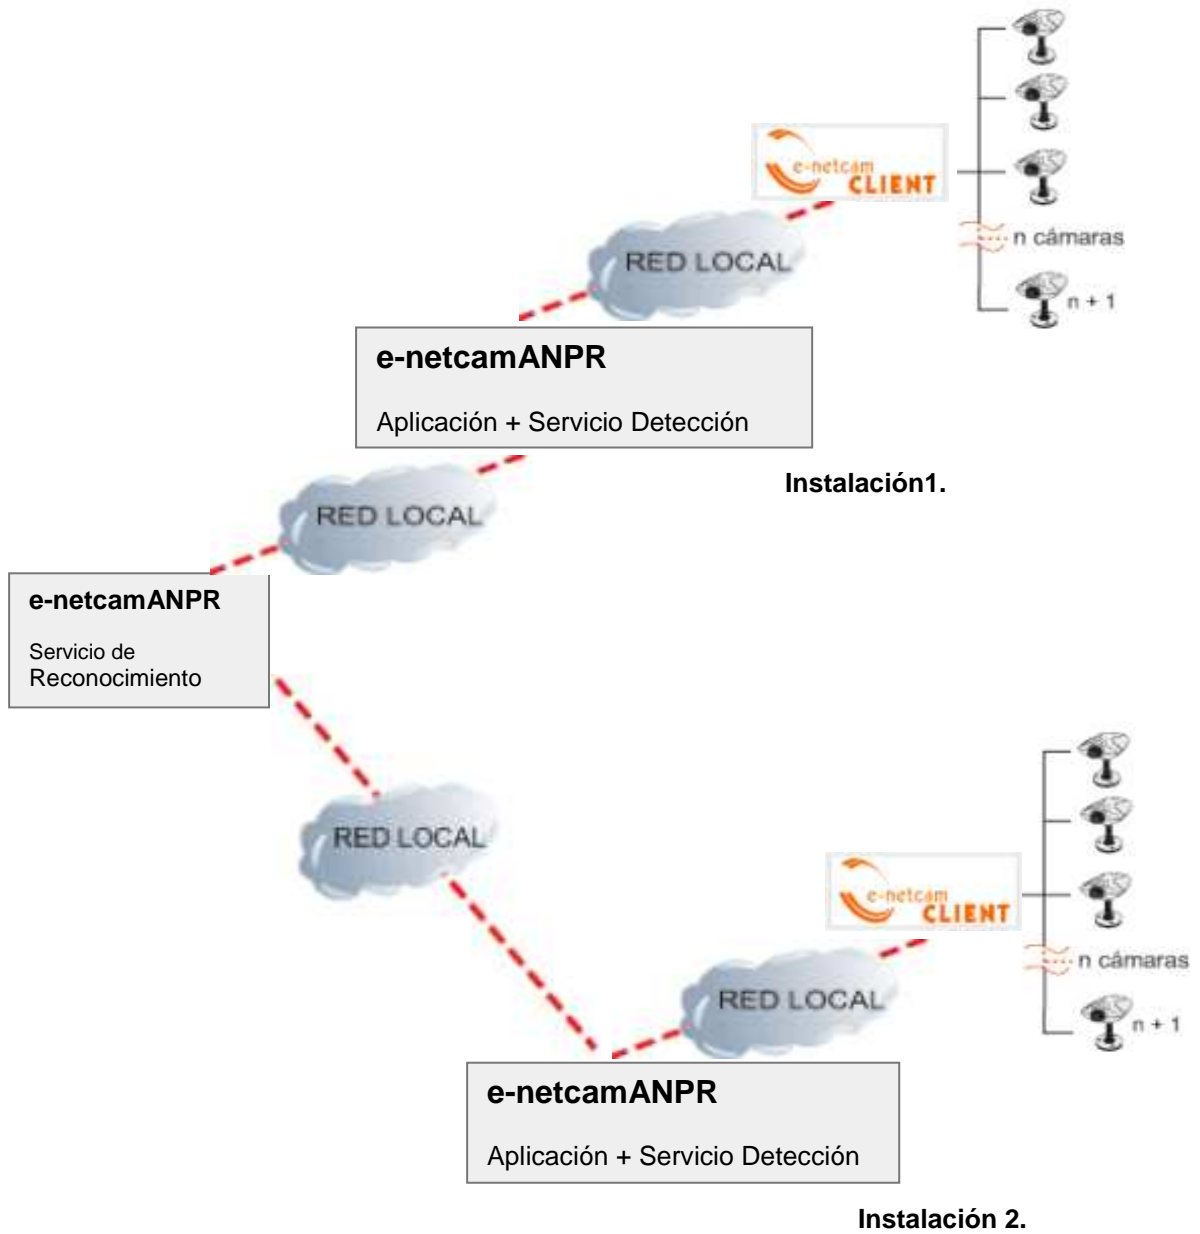 e-netcam
CLIENT
n cámaras
n + 1
RED LOCAL
e-netcamANPR
Aplicación + Servicio Detección
Instalación1.
RED LOCAL
e-netcamANPR
Servicio de
Reconocimiento
RED LOCAL
e-netcam
CLIENT
n cámaras
n + 1
RED LOCAL
e-netcamANPR
Aplicación + Servicio Detección
Instalación 2.